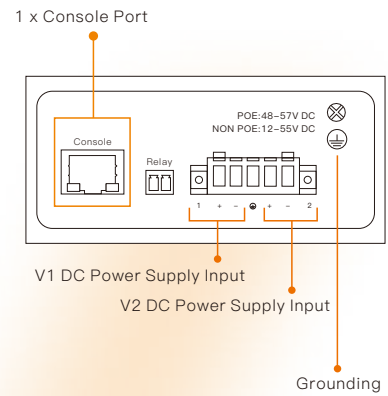 1 x Console Port
POE:48–57V DC
NON POE:12–55V DC
Console
Relay
1 + – + – 2
V1 DC Power Supply Input
V2 DC Power Supply Input
Grounding